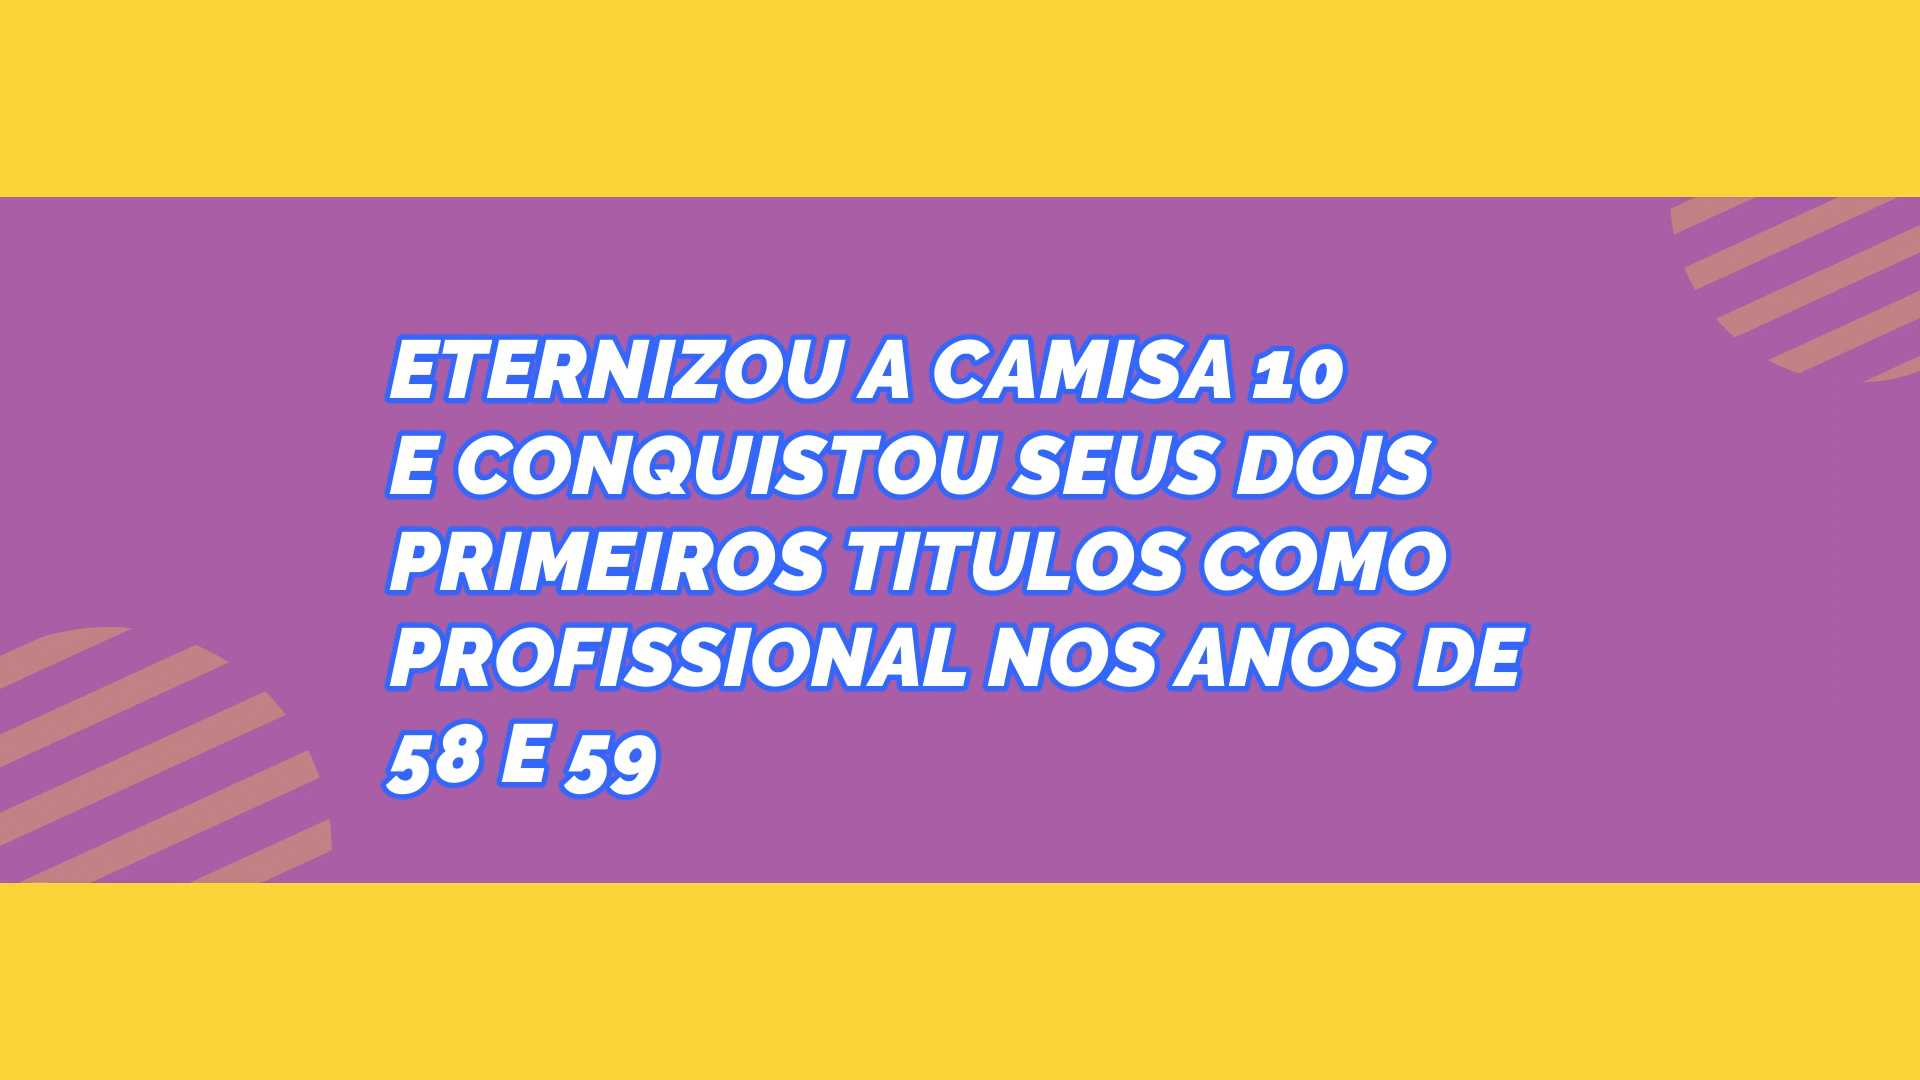 ETERNIZOU A CAMISA 10
E CONQUISTOU SEUS DOIS
PRIMEIROS TITULOS COMO
PROFISSIONAL NOS ANOS DE
58 E 59